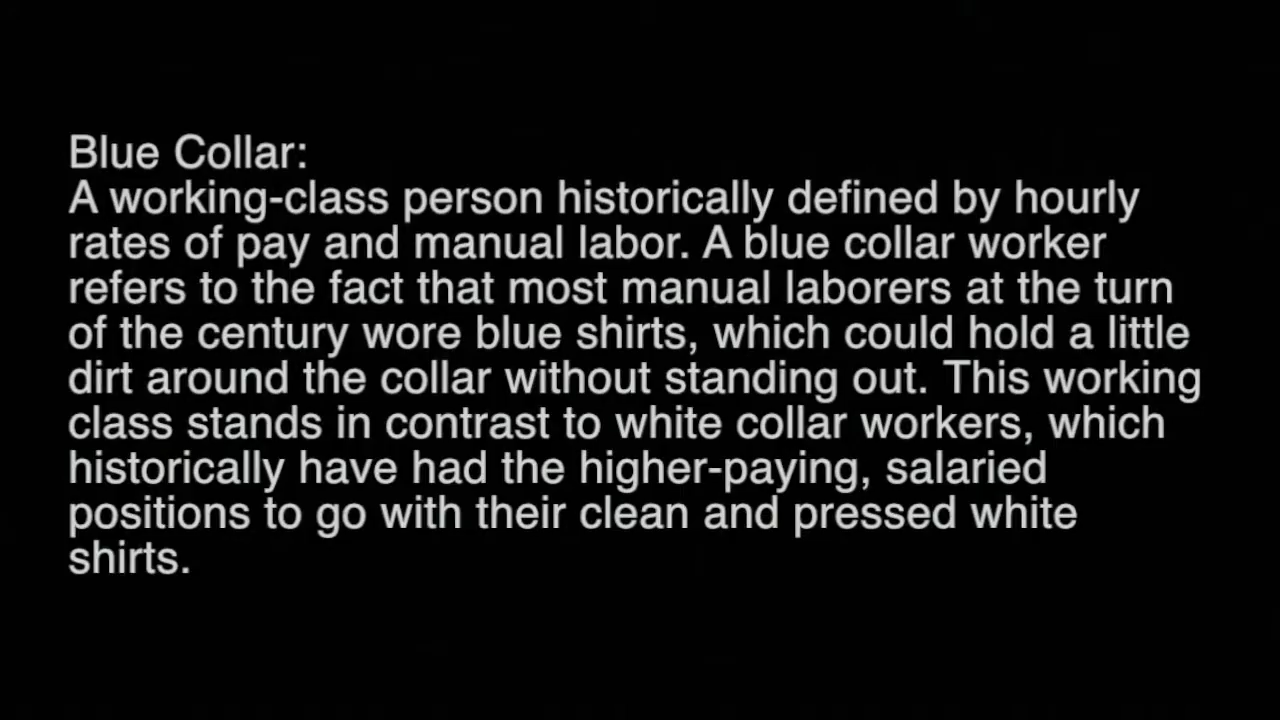 Blue Collar:
A working-class person historically defined by hourly
rates of pay and manual labor. A blue collar worker
refers to the fact that most manual laborers at the turn
of the century wore blue shirts, which could hold a little
dirt around the collar without standing out. This working
class stands in contrast to white collar workers, which
historically have had the higher-paying, salaried
positions to go with their clean and pressed white
shirts.